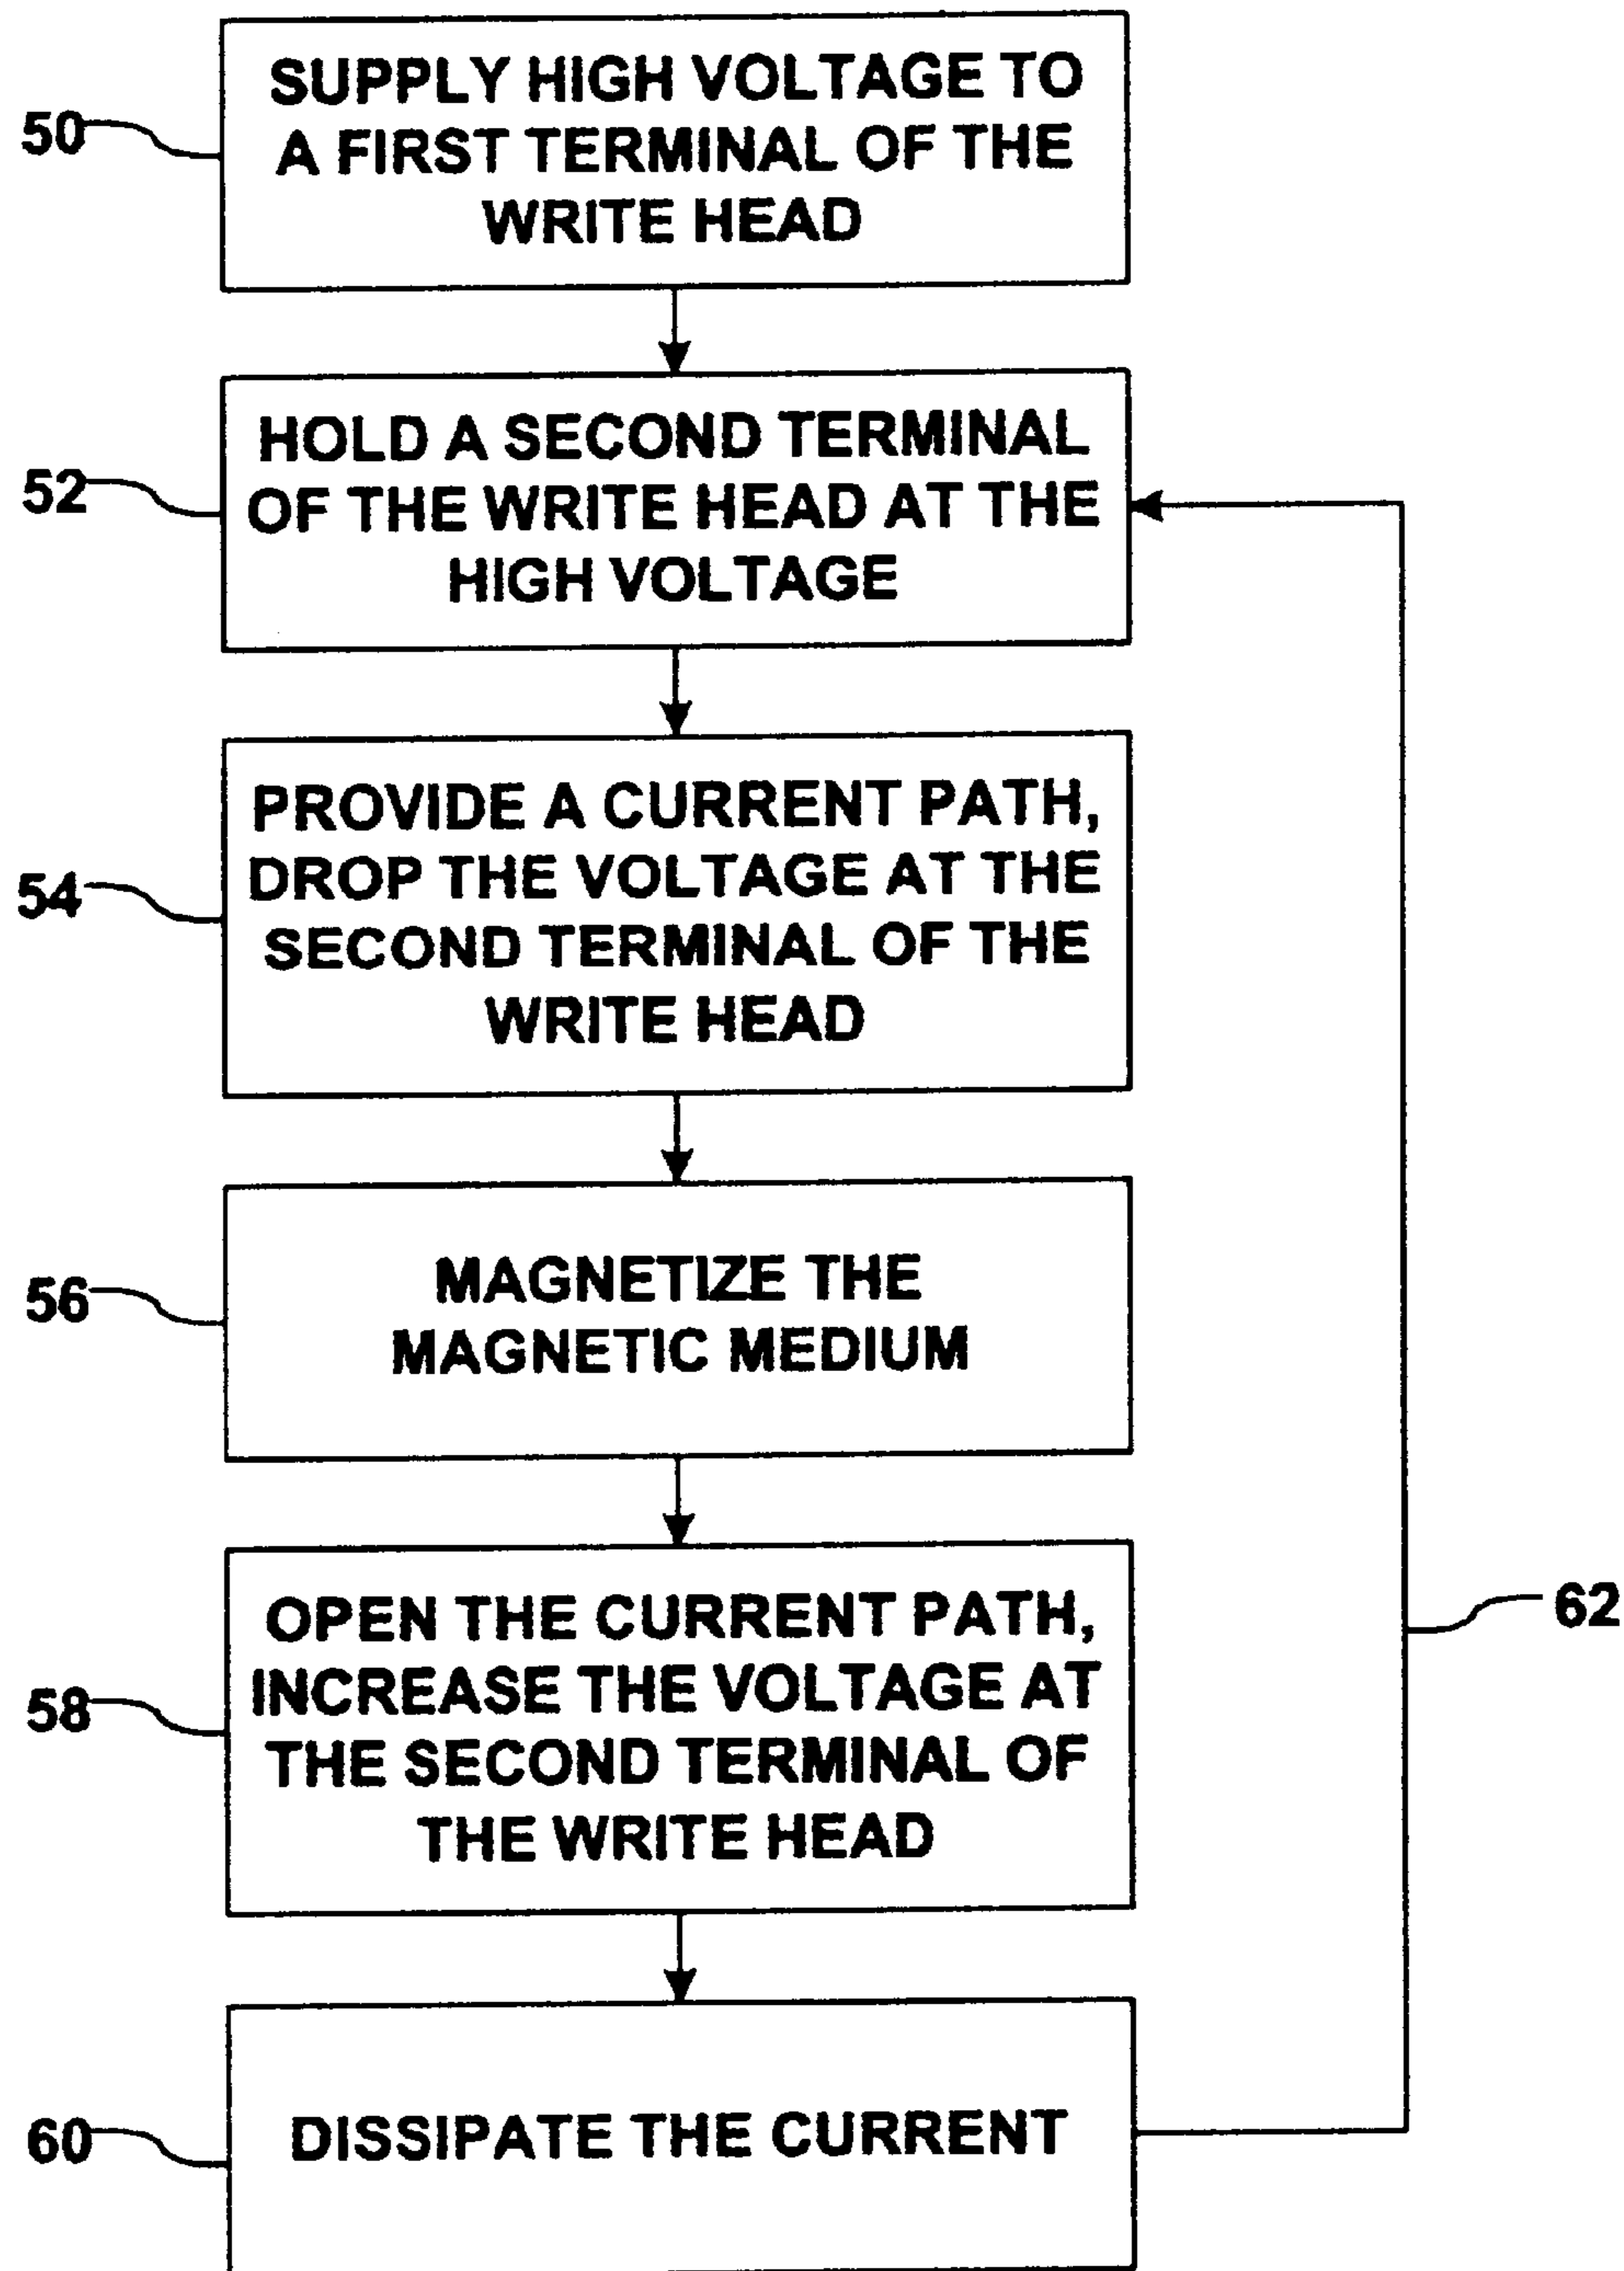 50
SUPPLY HIGH VOLTAGE TO
A FIRST TERMINAL OF THE
WRITE HEAD
52
HOLD A SECOND TERMINAL
OF THE WRITE HEAD AT THE
HIGH VOLTAGE
54
PROVIDE A CURRENT PATH,
DROP THE VOLTAGE AT THE
SECOND TERMINAL OF THE
WRITE HEAD
56
MAGNETIZE THE
MAGNETIC MEDIUM
58
OPEN THE CURRENT PATH,
INCREASE THE VOLTAGE AT
THE SECOND TERMINAL OF
THE WRITE HEAD
62
60
DISSIPATE THE CURRENT